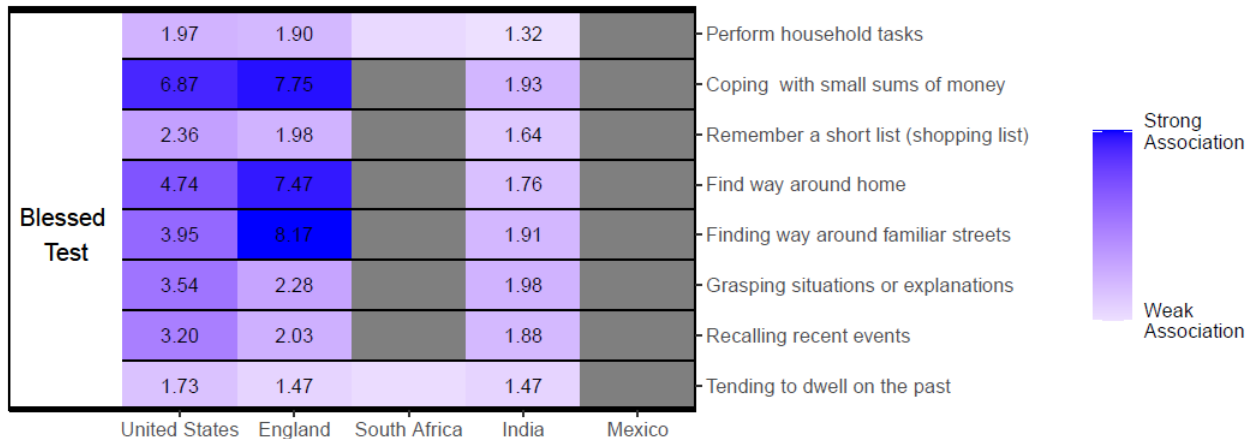 1.97 1.90 1.32 Perform household tasks
6.87 7.75 1.93 Coping with small sums of money
2.36 1.98 1.64 Remember a short list (shopping list)
4.74 7.47 1.76 Find way around home
Blessed
Test
3.95 8.17 1.91 Finding way around familiar streets
3.54 2.28 1.98 Grasping situations or explanations
3.20 2.03 1.88 Recalling recent events
1.73 1.47 1.47 Tending to dwell on the past
United States England South Africa India Mexico
Strong
Association
Weak
Association